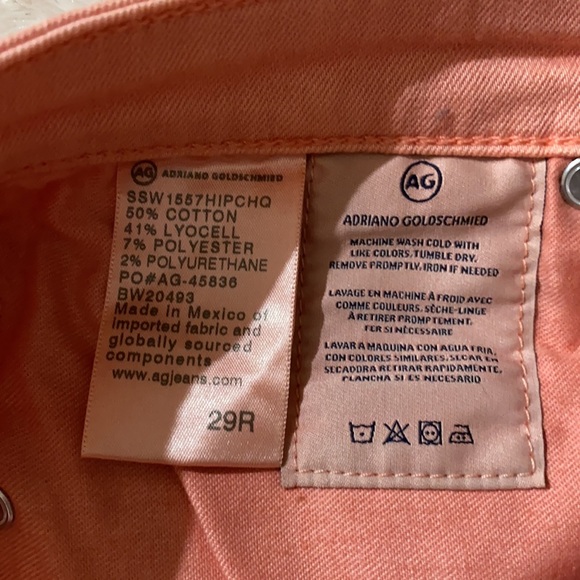 AG ADRIANO GOLDSCHMIED
SSW1557HIPCHQ
50% COTTON
41% LYOCELL
7% POLYESTER
2% POLYURETHANE
PO#AG-45836
BW20493
Made in Mexico of
imported fabric and
globally sourced
components
www.agjeans.com
29R
AG
ADRIANO GOLDSCHMIED
MACHINE WASH COLD WITH
LIKE COLORS, TUMBLE DRY.
REMOVE PROMPTLY, IRON IF NEEDED
LAVAGE EN MACHINE À FROID AVEC
COMME COULEURS. SÈCHE-LINGE
À RETIRER PROMPTEMENT.
FER SI NÉCESSAIRE
LAVAR A MAQUINA CON AGUA FRIA,
CON COLORES SIMILARES. SECAR EN
SECADORA RETIRAR RAPIDAMENTE.
PLANCHA SI ES NECESARIO